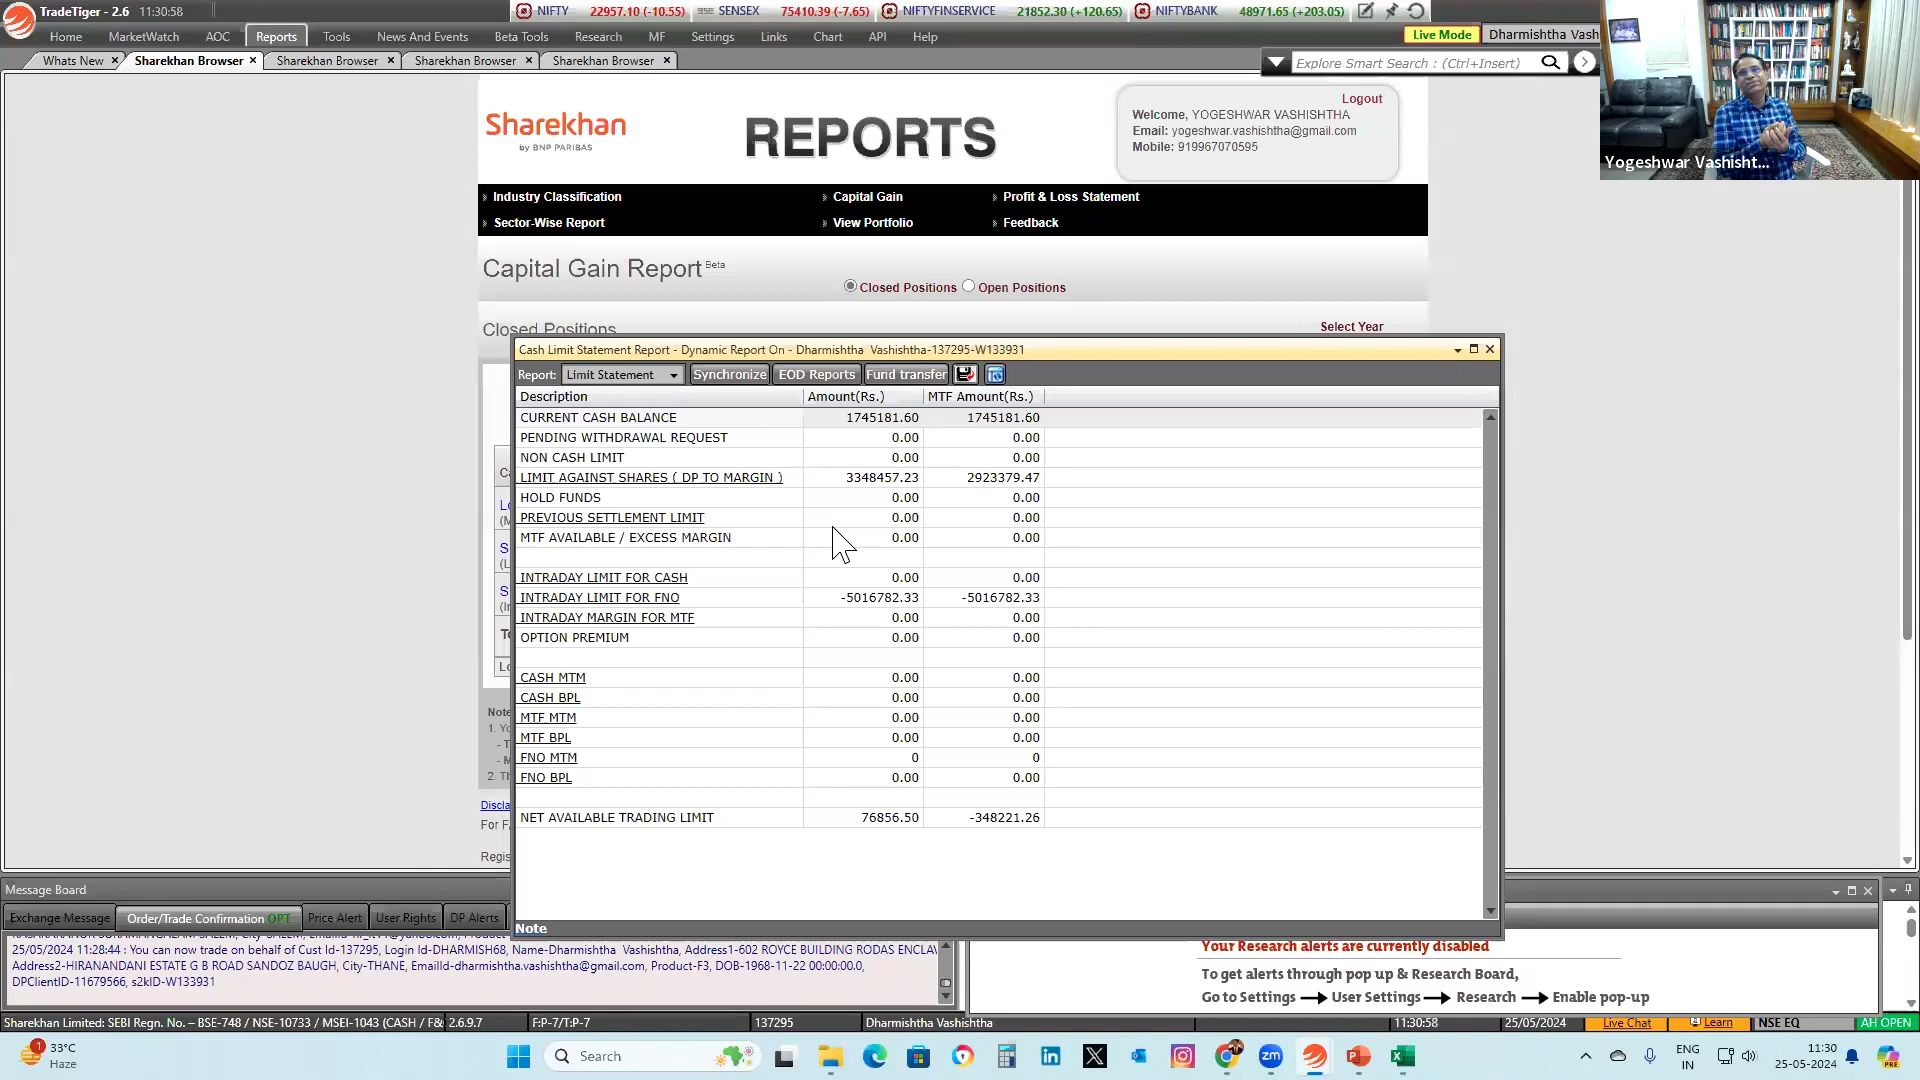 TradeTiger - 2.6 11:30:58
NIFTY 22957.10 (-10.55) SENSEX 75410.39 (-7.65) NIFTYFINSERVICE 21852.30 (+120.65) NIFTYBANK 48971.65 (+203.05)
Home MarketWatch AOC Reports Tools News And Events Beta Tools Research MF Settings Links Chart API Help Live Mode Dharmishtha Vash
Whats New Sharekhan Browser Sharekhan Browser Sharekhan Browser Sharekhan Browser
Explore Smart Search : (Ctrl+Insert)
Yogeshwar Vashisht...
Sharekhan
by BNP PARIBAS
REPORTS
Logout
Welcome, YOGESHWAR VASHISHTHA
Email: yogeshwar.vashishtha@gmail.com
Mobile: 919967070595
Industry Classification Capital Gain Profit & Loss Statement
Sector-Wise Report View Portfolio Feedback
Capital Gain Report Beta
Closed Positions Open Positions
Closed Positions
Select Year
Cash Limit Statement Report - Dynamic Report On - Dharmishtha Vashishtha-137295-W133931
Report: Limit Statement Synchronize EOD Reports Fund transfer
Description Amount(Rs.) MTF Amount(Rs.)
CURRENT CASH BALANCE 1745181.60 1745181.60
PENDING WITHDRAWAL REQUEST 0.00 0.00
NON CASH LIMIT 0.00 0.00
LIMIT AGAINST SHARES ( DP TO MARGIN ) 3348457.23 2923379.47
HOLD FUNDS 0.00 0.00
PREVIOUS SETTLEMENT LIMIT 0.00 0.00
MTF AVAILABLE / EXCESS MARGIN 0.00 0.00
INTRADAY LIMIT FOR CASH 0.00 0.00
INTRADAY LIMIT FOR FNO -5016782.33 -5016782.33
INTRADAY MARGIN FOR MTF 0.00 0.00
OPTION PREMIUM 0.00 0.00
CASH MTM 0.00 0.00
CASH BPL 0.00 0.00
MTF MTM 0.00 0.00
MTF BPL 0.00 0.00
FNO MTM 0 0
FNO BPL 0.00 0.00
NET AVAILABLE TRADING LIMIT 76856.50 -348221.26
Note
Note
1. Yo
2. Th
Discla
For FA
Regis
Message Board
Exchange Message Order/Trade Confirmation OPT Price Alert User Rights DP Alerts
25/05/2024 11:28:44 : You can now trade on behalf of Cust Id-137295, Login Id-DHARMISH68, Name-Dharmishtha Vashishtha, Address1-602 ROYCE BUILDING RODAS ENCLAV
Address2-HIRANANDANI ESTATE G B ROAD SANDOZ BAUGH, City-THANE, EmailId-dharmishtha.vashishtha@gmail.com, Product-F3, DOB-1968-11-22 00:00:00.0,
DPClientID-11679566, s2kID-W133931
Your Research alerts are currently disabled
To get alerts through pop up & Research Board,
Go to Settings User Settings Research Enable pop-up
Sharekhan Limited: SEBI Regn. No. – BSE-748 / NSE-10733 / MSEI-1043 (CASH / F& 2.6.9.7 F:P-7/T:P-7 137295 Dharmishtha Vashishtha 11:30:58 25/05/2024 Live Chat Learn NSE EQ AH OPEN
33°C
Haze
Search
ENG
IN
11:30
25-05-2024